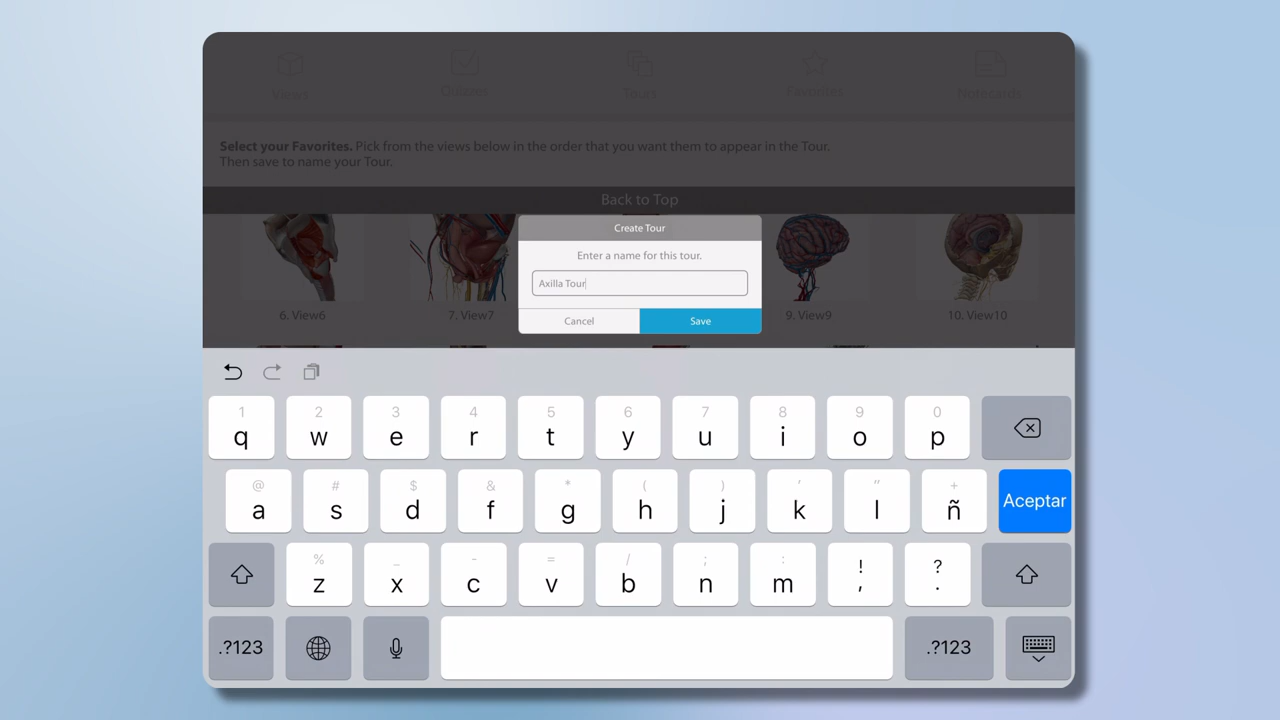 Views Quizzes Tours Favorites Notecards
Select your Favorites. Pick from the views below in the order that you want them to appear in the Tour.
Then save to name your Tour.
Back to Top
Create Tour
Enter a name for this tour.
Axilla Tour
Cancel Save
6. View6 7. View7 9. View9 10. View10
1 2 3 4 5 6 7 8 9 0
q w e r t y u i o p
@ # $ & * ( ) ' " +
a s d f g h j k l ñ Aceptar
% _ - = / ; : ! ?
z x c v b n m , .
.?123 .?123